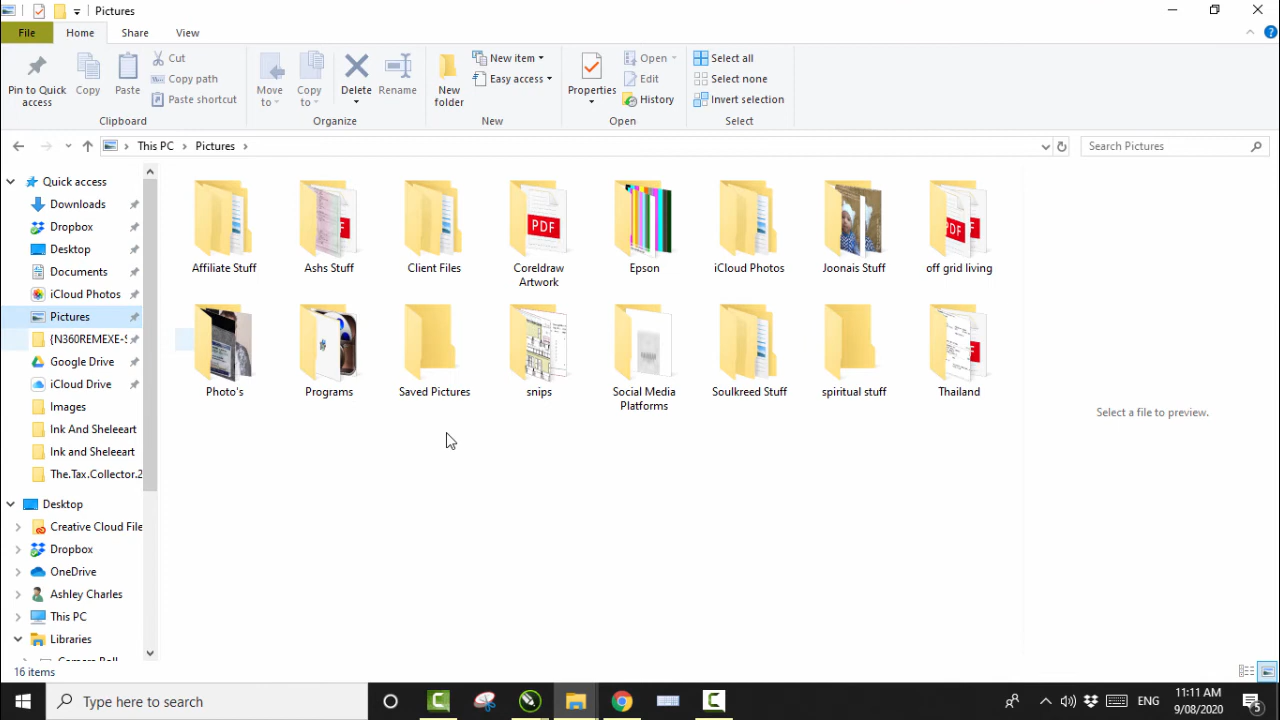 Pictures
File
Home
Share
View
Pin to Quick access
Copy
Paste
Cut
Copy path
Paste shortcut
Clipboard
Move to
Copy to
Delete
Rename
Organize
New folder
New item
Easy access
New
Properties
Open
Edit
History
Open
Select all
Select none
Invert selection
Select
This PC > Pictures >
Search Pictures
Quick access
Downloads
Dropbox
Desktop
Documents
iCloud Photos
Pictures
{N360REMEXE-
Google Drive
iCloud Drive
Images
Ink And Sheleeart
Ink and Sheleeart
The.Tax.Collector.2
Desktop
Creative Cloud File
Dropbox
OneDrive
Ashley Charles
This PC
Libraries
Affiliate Stuff
Ashs Stuff
PDF
Client Files
Coreldraw Artwork
PDF
Epson
iCloud Photos
Joonais Stuff
off grid living
PDF
Photo's
Programs
Saved Pictures
snips
Social Media Platforms
Soulkreed Stuff
spiritual stuff
Thailand
Select a file to preview.
16 items
Type here to search
ENG
11:11 AM
9/08/2020
5